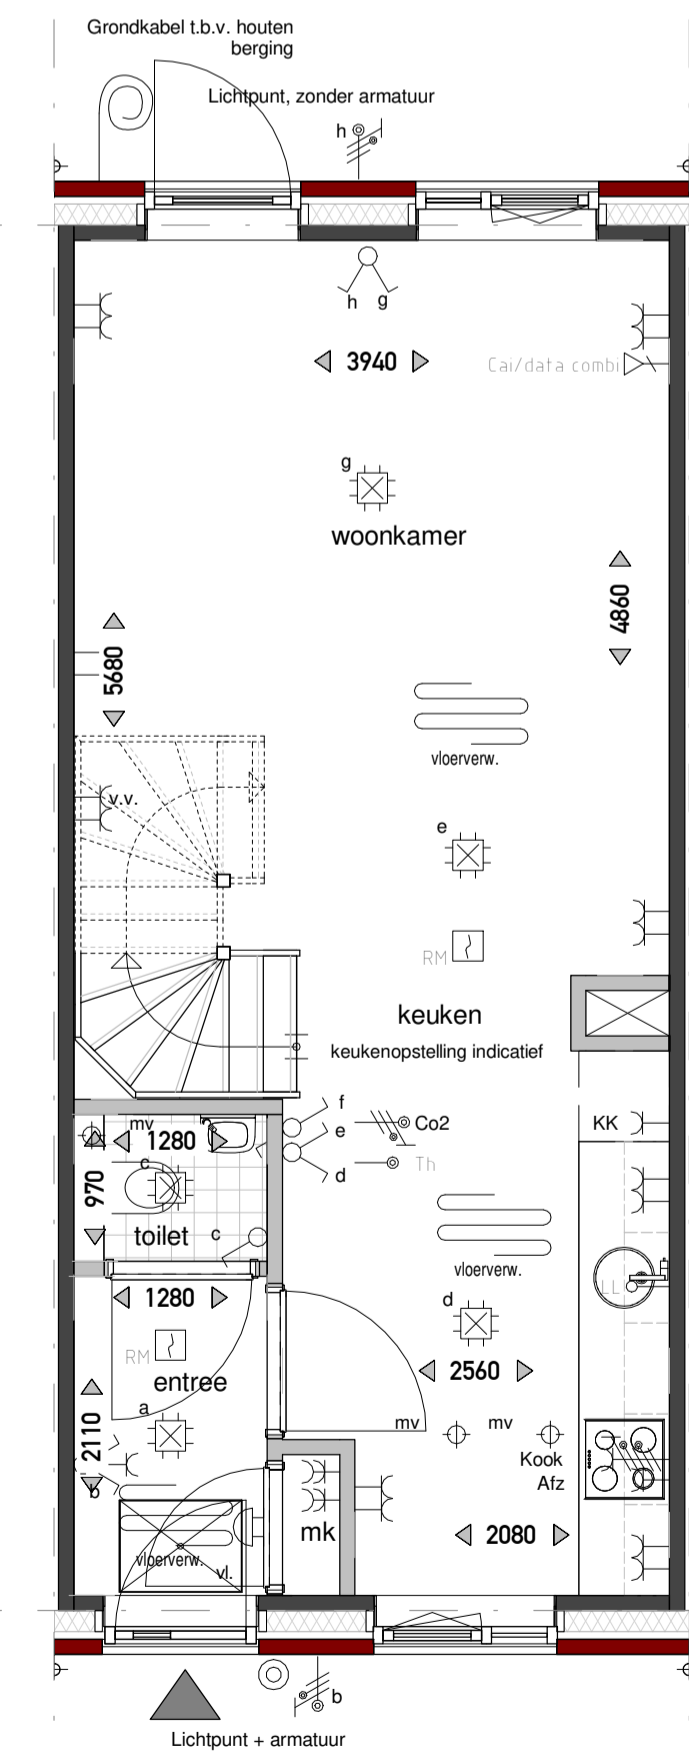 Grondkabel t.b.v. houten
berging
Lichtpunt, zonder armatuur
h
h g
3940
Cai/data combi
g
woonkamer
4860
5680
vloerverw.
v.v.
e
RM
keuken
keukenopstelling indicatief
f
mv
Co2
KK
1280
e
c
Th
d
970
toilet
c
vloerverw.
LL
1280
d
RM
2560
entree
a
mv
mv
2110
Kook
Afz
b
mk
2080
vloerverw.
vl.
b
Lichtpunt + armatuur